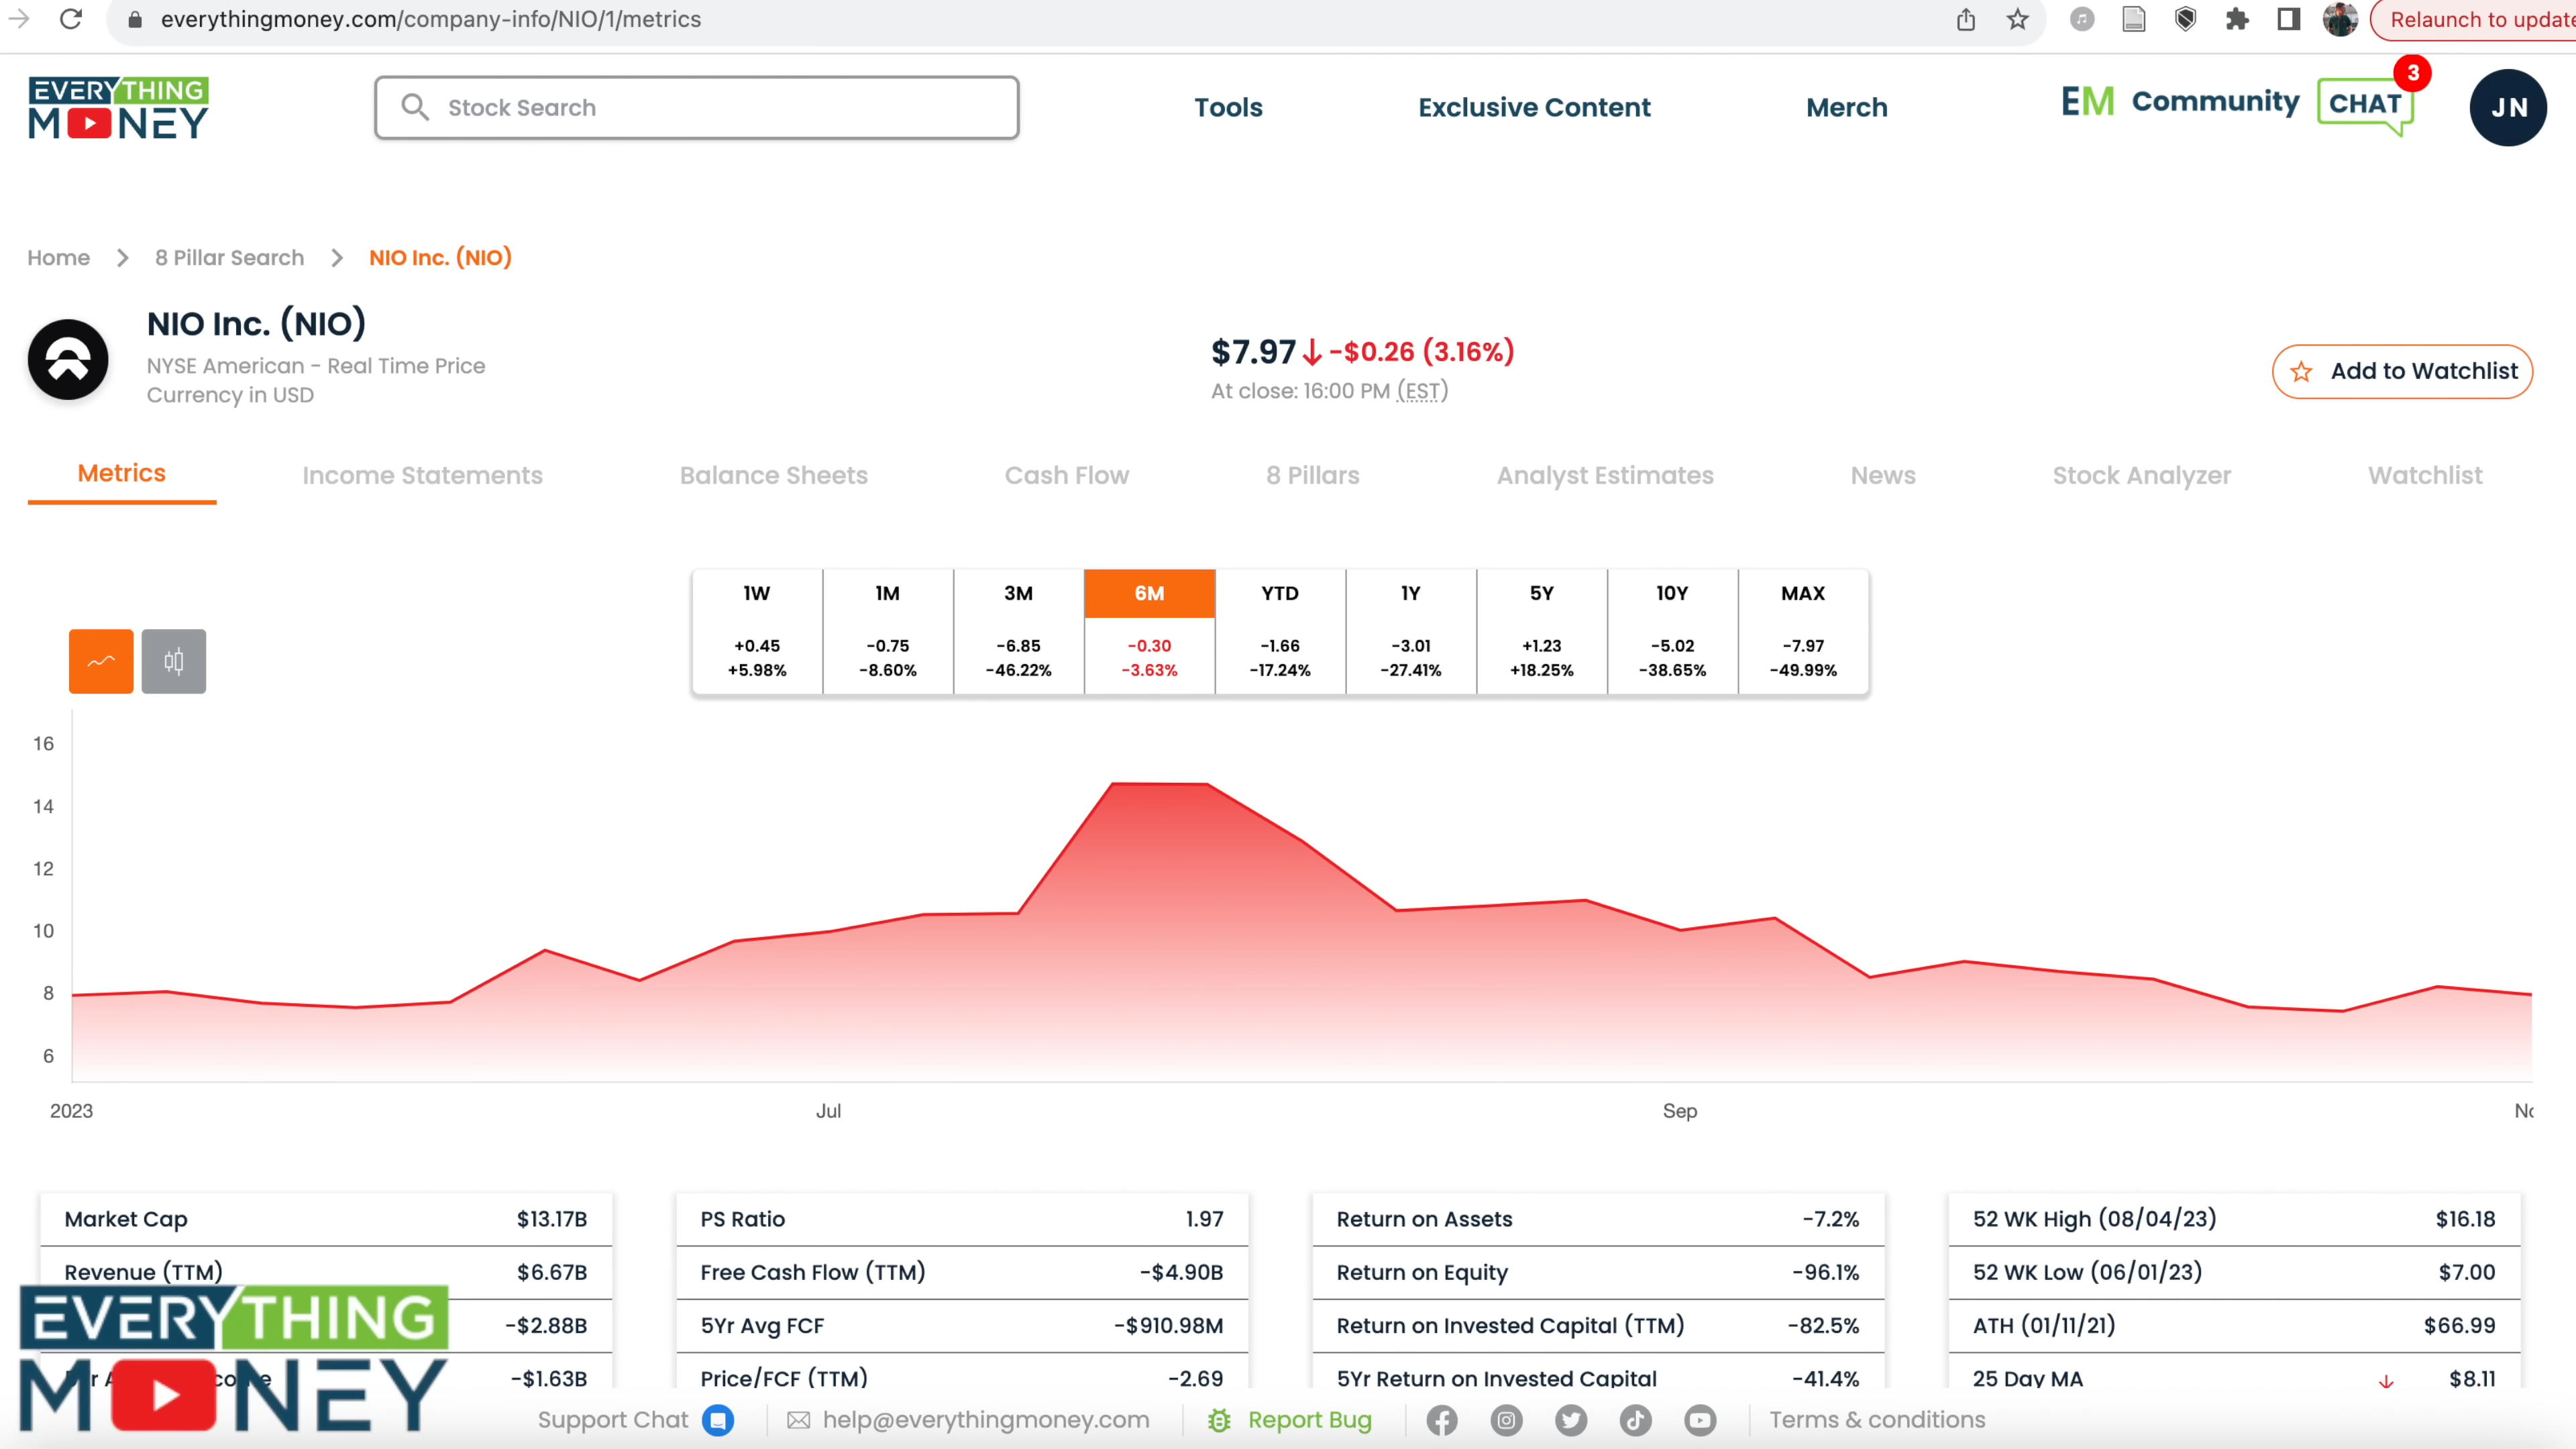 everythingmoney.com/company-info/NIO/1/metrics
Relaunch to update
EVERYTHING
MONEY
Stock Search
Tools
Exclusive Content
Merch
EM Community
CHAT
3
JN
Home > 8 Pillar Search > NIO Inc. (NIO)
NIO Inc. (NIO)
NYSE American - Real Time Price
Currency in USD
$7.97 -$0.26 (3.16%)
At close: 16:00 PM (EST)
Add to Watchlist
Metrics Income Statements Balance Sheets Cash Flow 8 Pillars Analyst Estimates News Stock Analyzer Watchlist
1W 1M 3M 6M YTD 1Y 5Y 10Y MAX
+0.45 -0.75 -6.85 -0.30 -1.66 -3.01 +1.23 -5.02 -7.97
+5.98% -8.60% -46.22% -3.63% -17.24% -27.41% +18.25% -38.65% -49.99%
16
14
12
10
8
6
2023 Jul Sep
Market Cap $13.17B
Revenue (TTM) $6.67B
-$2.88B
-$1.63B
PS Ratio 1.97
Free Cash Flow (TTM) -$4.90B
5Yr Avg FCF -$910.98M
Price/FCF (TTM) -2.69
Return on Assets -7.2%
Return on Equity -96.1%
Return on Invested Capital (TTM) -82.5%
5Yr Return on Invested Capital -41.4%
52 WK High (08/04/23) $16.18
52 WK Low (06/01/23) $7.00
ATH (01/11/21) $66.99
25 Day MA $8.11
EVERYTHING
MONEY
Support Chat help@everythingmoney.com Report Bug Terms & conditions